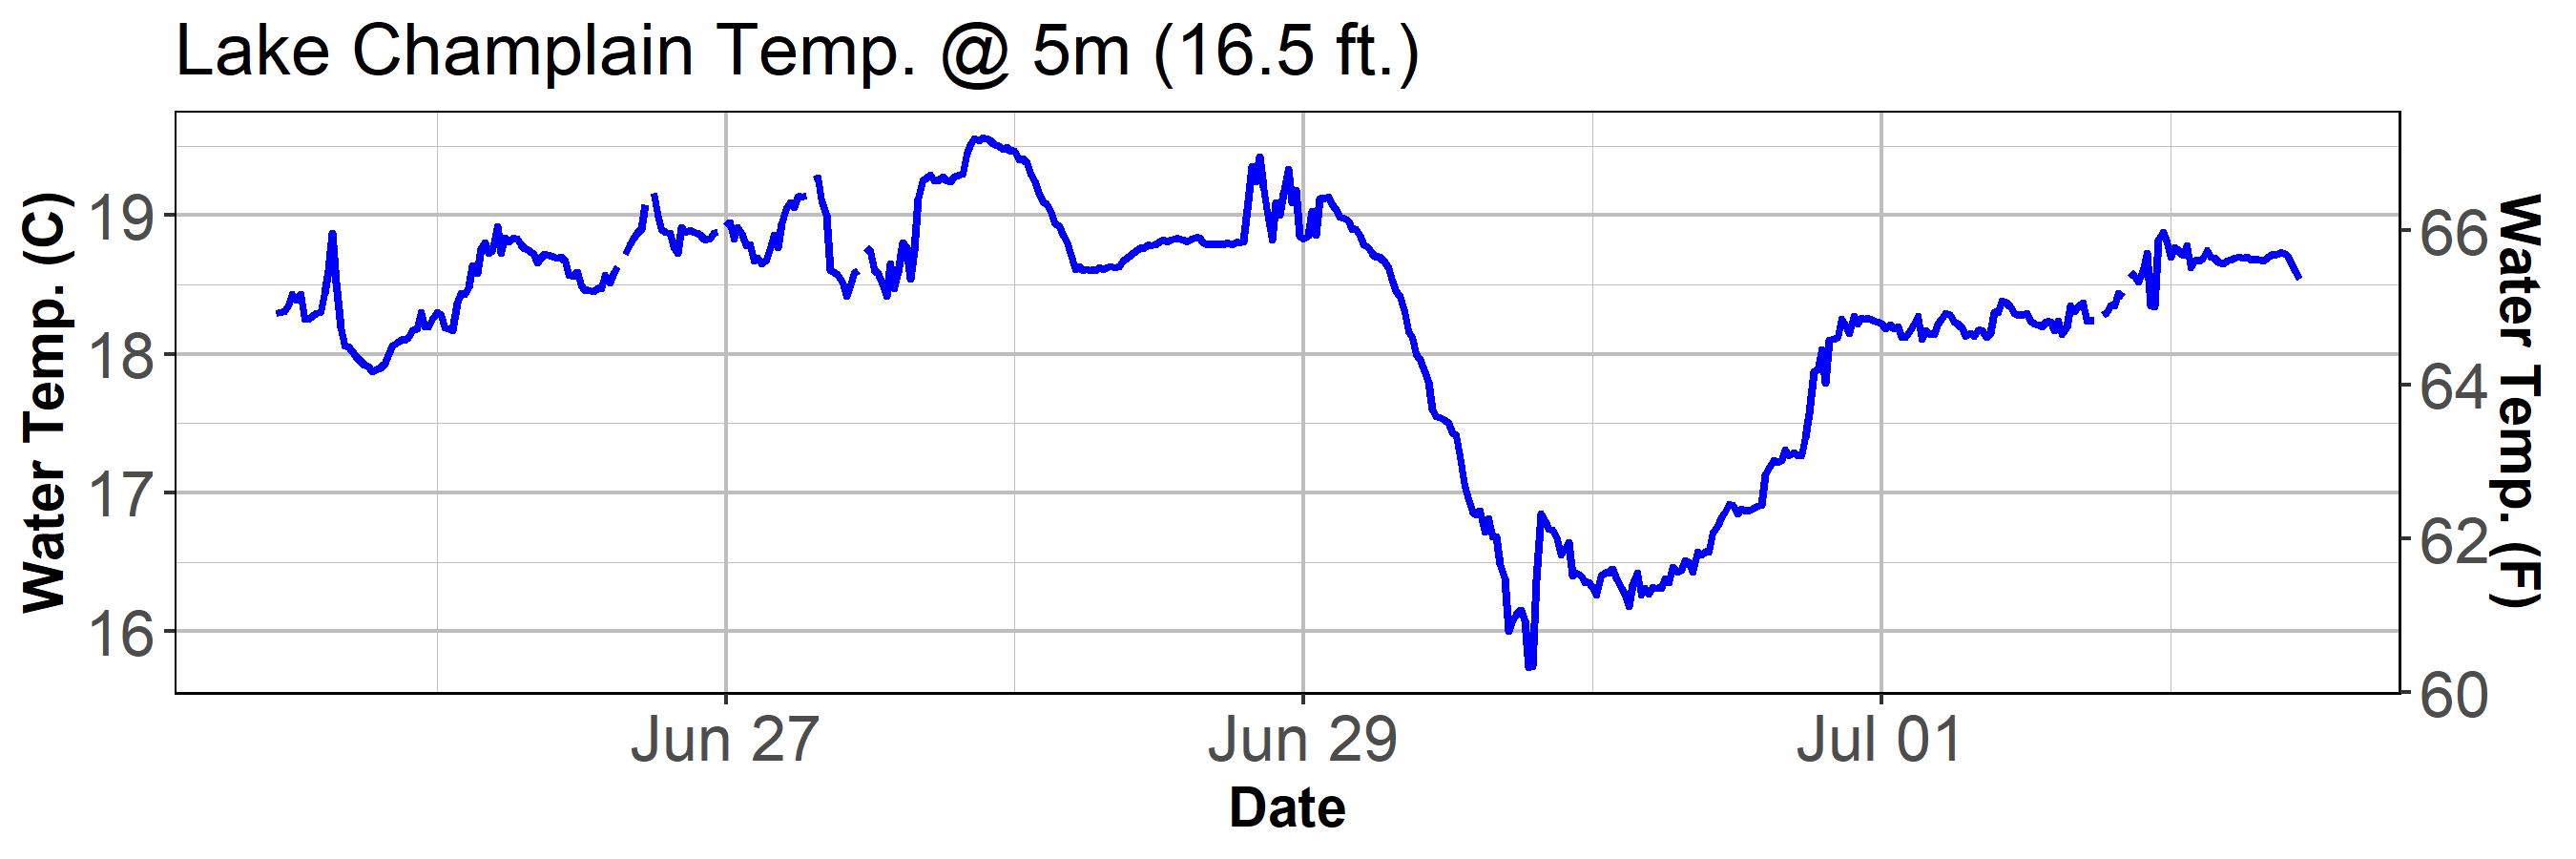 Lake Champlain Temp. @ 5m (16.5 ft.)
Water Temp. (C)
19
18
17
16
66
64
62
60
Water Temp. (F)
Jun 27
Jun 29
Jul 01
Date